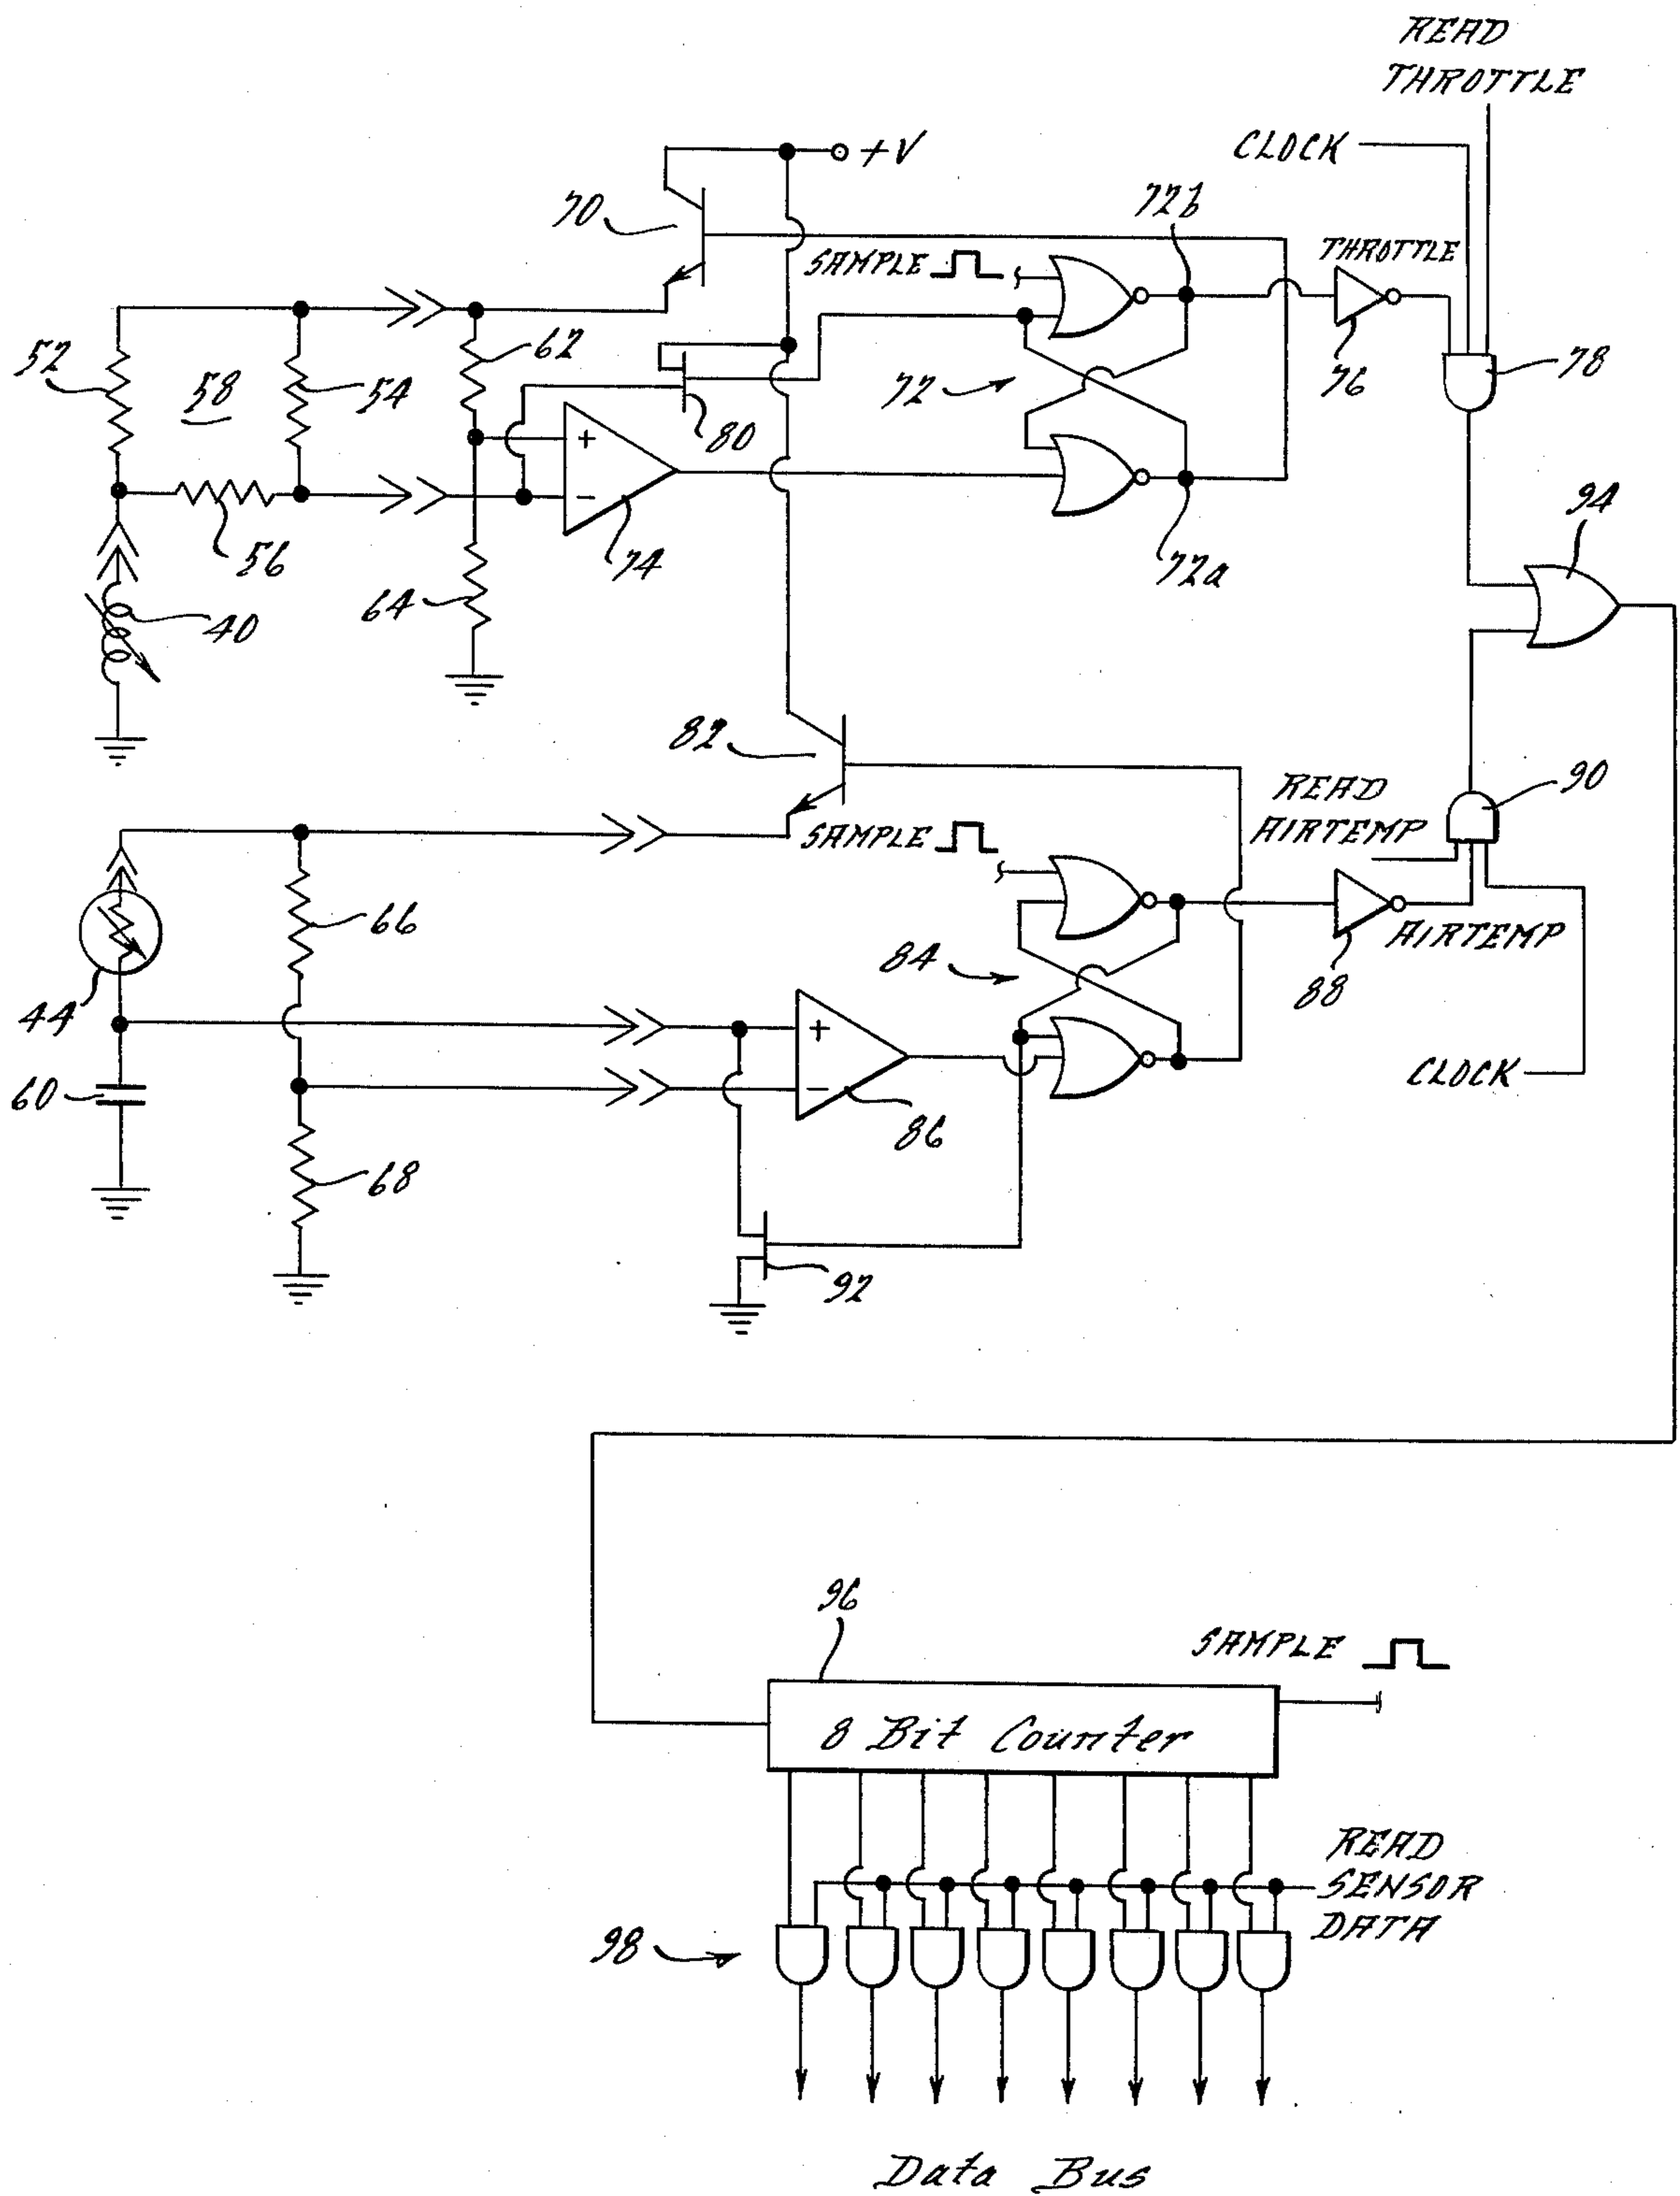 READ
THROTTLE
CLOCK
+V
70
72b
SAMPLE
THROTTLE
52
58
54
62
80
72
76
78
+
−
74
72a
94
56
64
40
82
READ
AIRTEMP
90
SAMPLE
66
44
84
88
AIRTEMP
+
−
86
CLOCK
60
68
92
96
SAMPLE
8 Bit Counter
READ
SENSOR
DATA
98
Data Bus